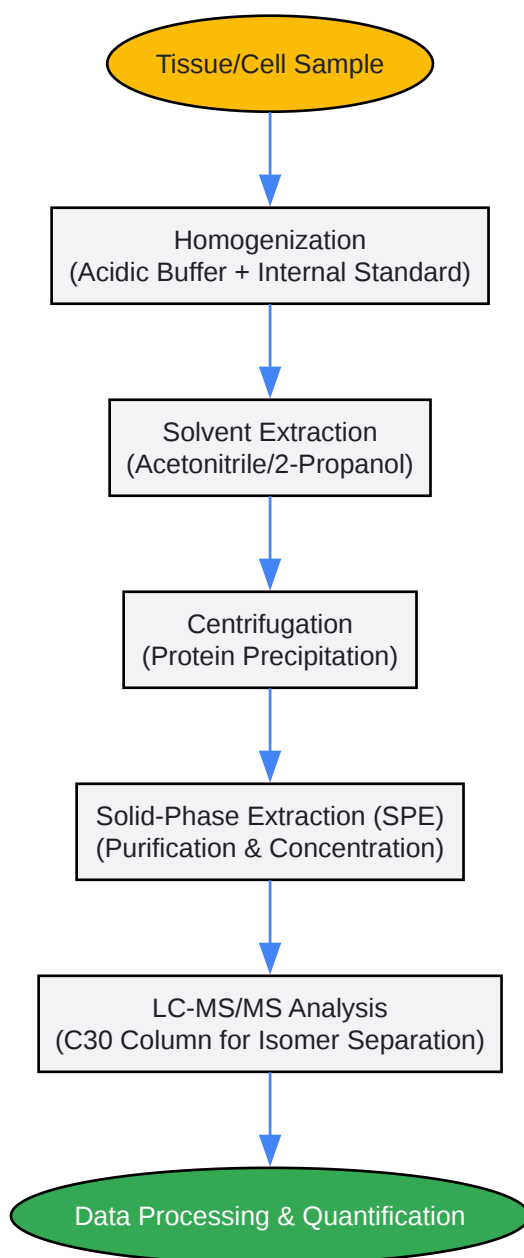 Tissue/Cell Sample
Homogenization
(Acidic Buffer + Internal Standard)
Solvent Extraction
(Acetonitrile/2-Propanol)
Centrifugation
(Protein Precipitation)
Solid-Phase Extraction (SPE)
(Purification & Concentration)
LC-MS/MS Analysis
(C30 Column for Isomer Separation)
Data Processing & Quantification